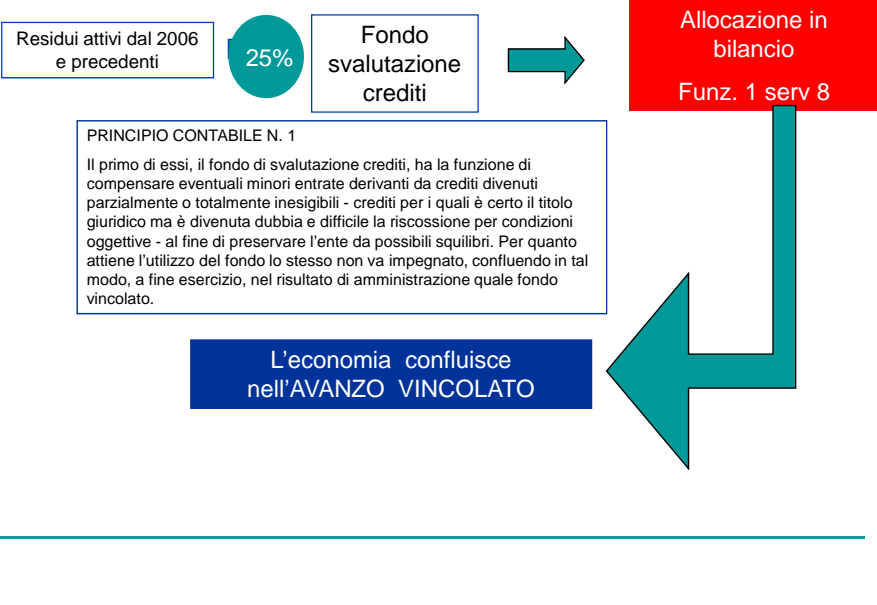 Residui attivi dal 2006
e precedenti
25%
Fondo
svalutazione
crediti
Allocazione in
bilancio
Funz. 1 serv 8
PRINCIPIO CONTABILE N. 1
Il primo di essi, il fondo di svalutazione crediti, ha la funzione di
compensare eventuali minori entrate derivanti da crediti divenuti
parzialmente o totalmente inesigibili - crediti per i quali è certo il titolo
giuridico ma è divenuta dubbia e difficile la riscossione per condizioni
oggettive - al fine di preservare l’ente da possibili squilibri. Per quanto
attiene l’utilizzo del fondo lo stesso non va impegnato, confluendo in tal
modo, a fine esercizio, nel risultato di amministrazione quale fondo
vincolato.
L’economia confluisce
nell’AVANZO VINCOLATO